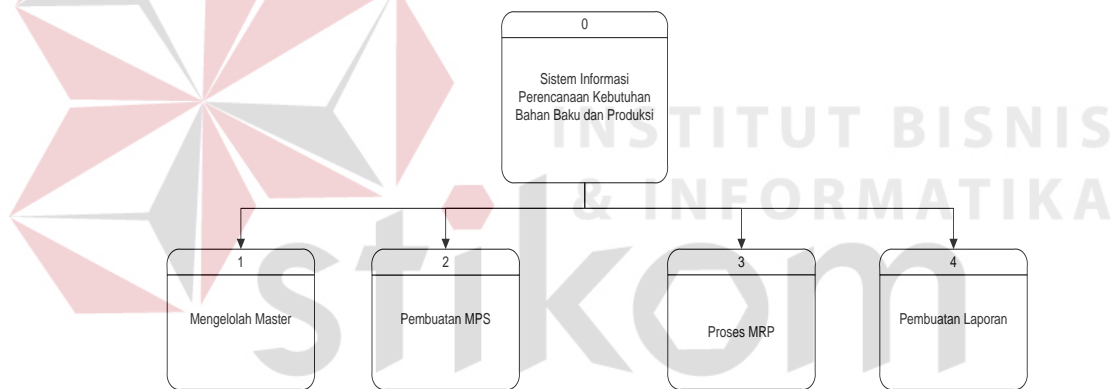 0
Sistem Informasi
Perencanaan Kebutuhan
Bahan Baku dan Produksi
INSTITUT BISNIS
& INFORMATIKA
stikom
1
Mengelolah Master
2
Pembuatan MPS
3
Proses MRP
4
Pembuatan Laporan